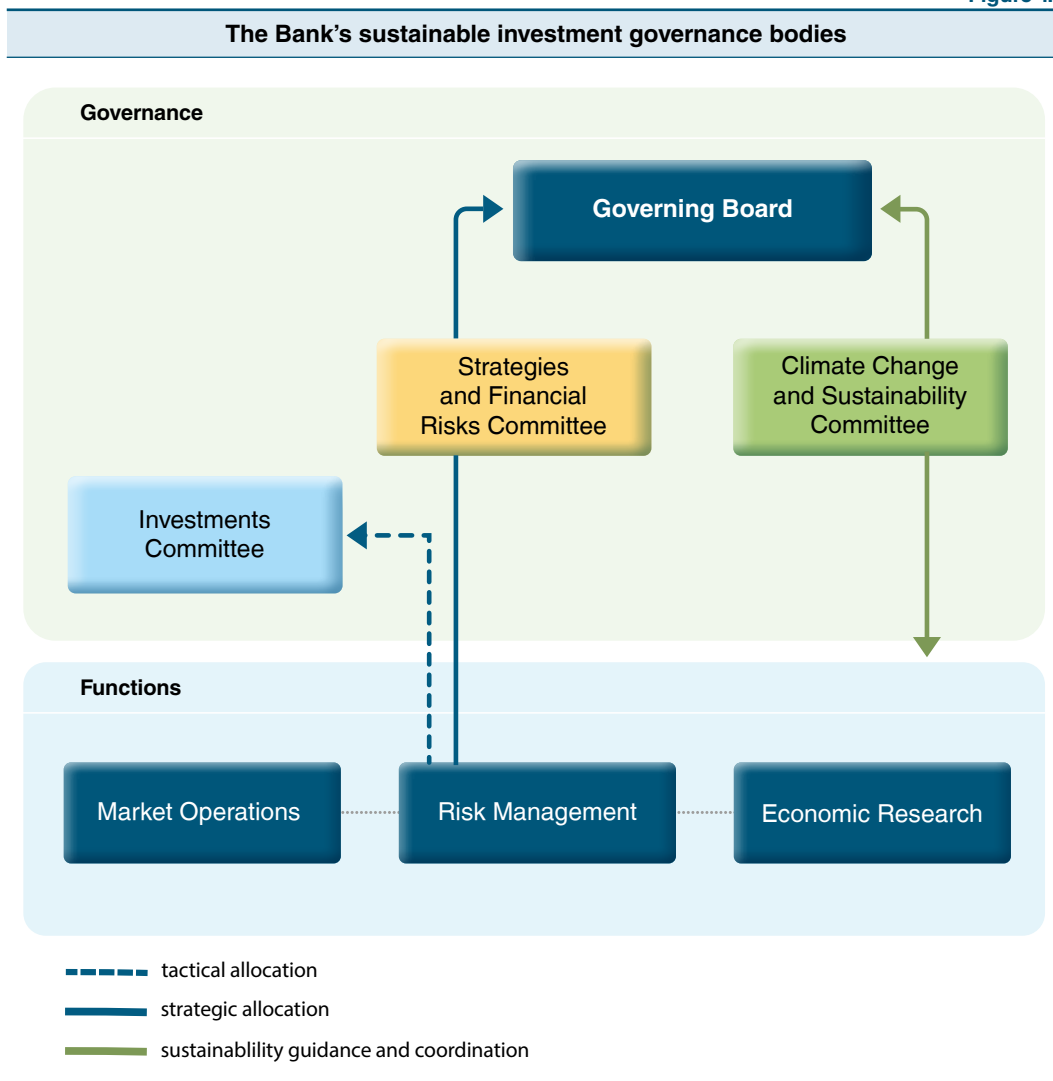 The Bank’s sustainable investment governance bodies
Governance
Governing Board
Strategies
and Financial
Risks Committee
Climate Change
and Sustainability
Committee
Investments
Committee
Functions
Market Operations
Risk Management
Economic Research
tactical allocation
strategic allocation
sustainablility guidance and coordination